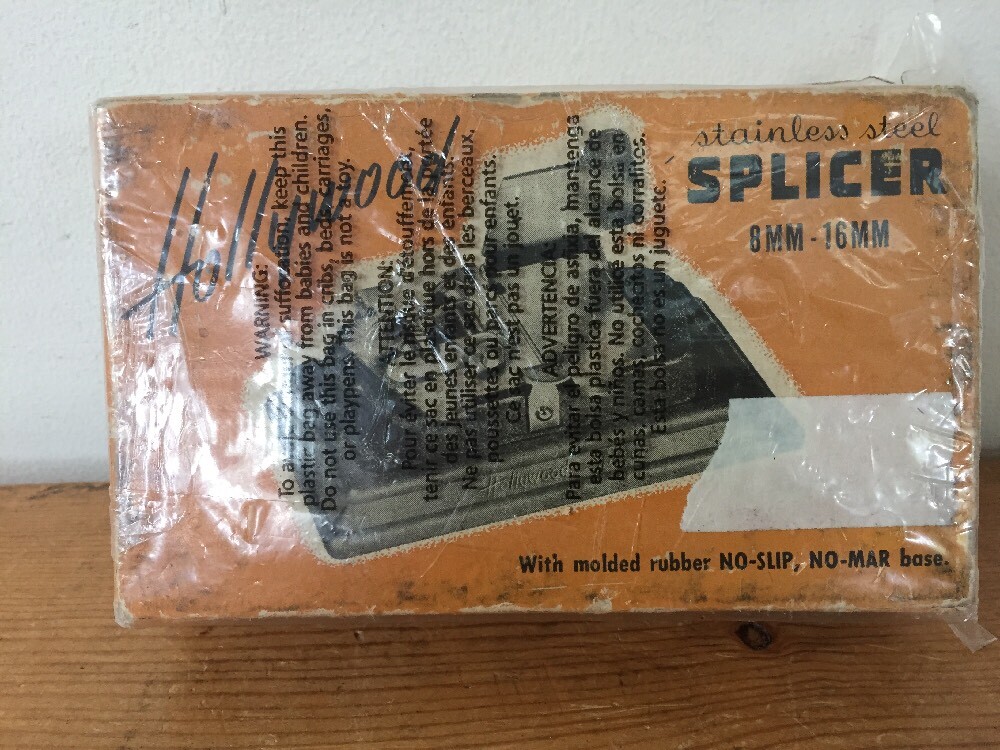 Hollywood
stainless steel
SPLICER
8MM - 16MM
With molded rubber NO-SLIP, NO-MAR base.
Hollywood
WARNING:
To avoid danger of suffocation, keep this
plastic bag away from babies and children.
Do not use this bag in cribs, beds, carriages,
or playpens. This bag is not a toy.
ATTENTION:
Pour éviter le risque d'étouffement,
tenir ce sac en plastique hors de la portée
des jeunes enfants et des enfants.
Ne pas utiliser ce sac dans les berceaux,
poussettes ou parcs pour enfants.
Ce sac n'est pas un jouet.
ADVERTENCIA:
Para evitar el peligro de asfixia, mantenga
esta bolsa plastica fuera del alcance de
bebés y niños. No utilice esta bolsa en
cunas, camas, cochecitos ni corralitos.
Esta bolsa no es un juguete.